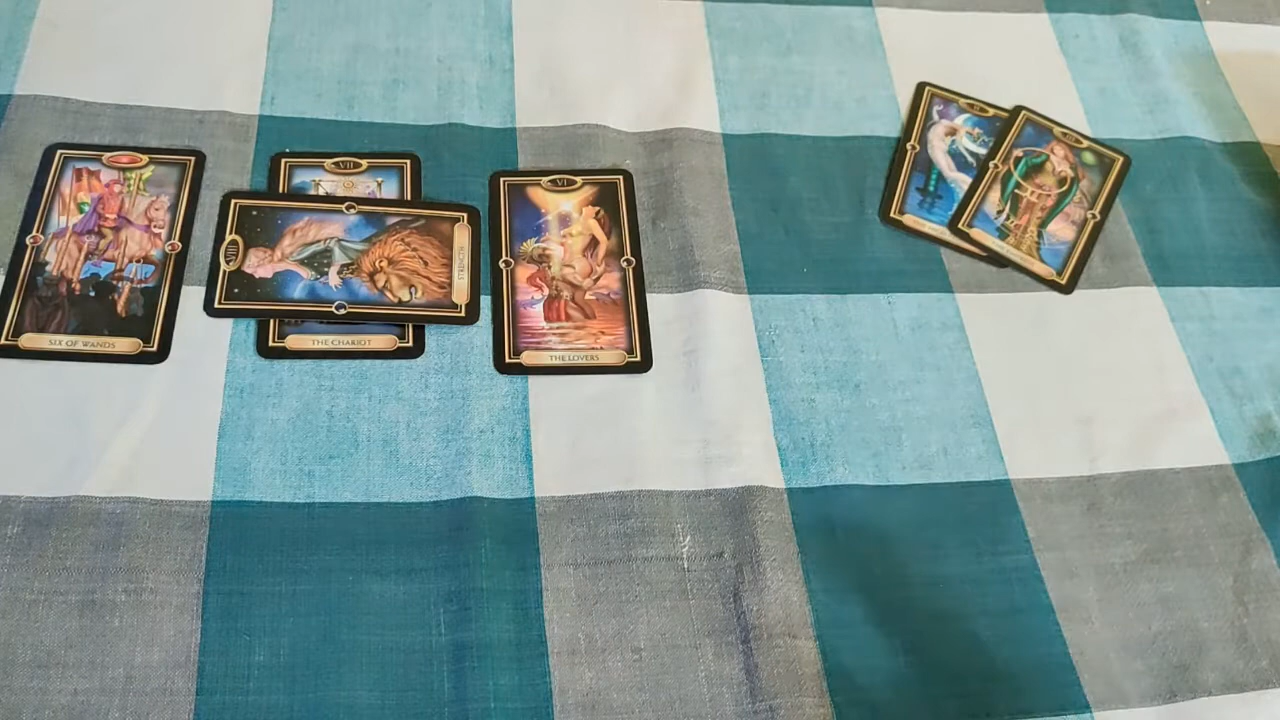 SIX OF WANDS
VII
THE CHARIOT
VIII
STRENGTH
VI
THE LOVERS